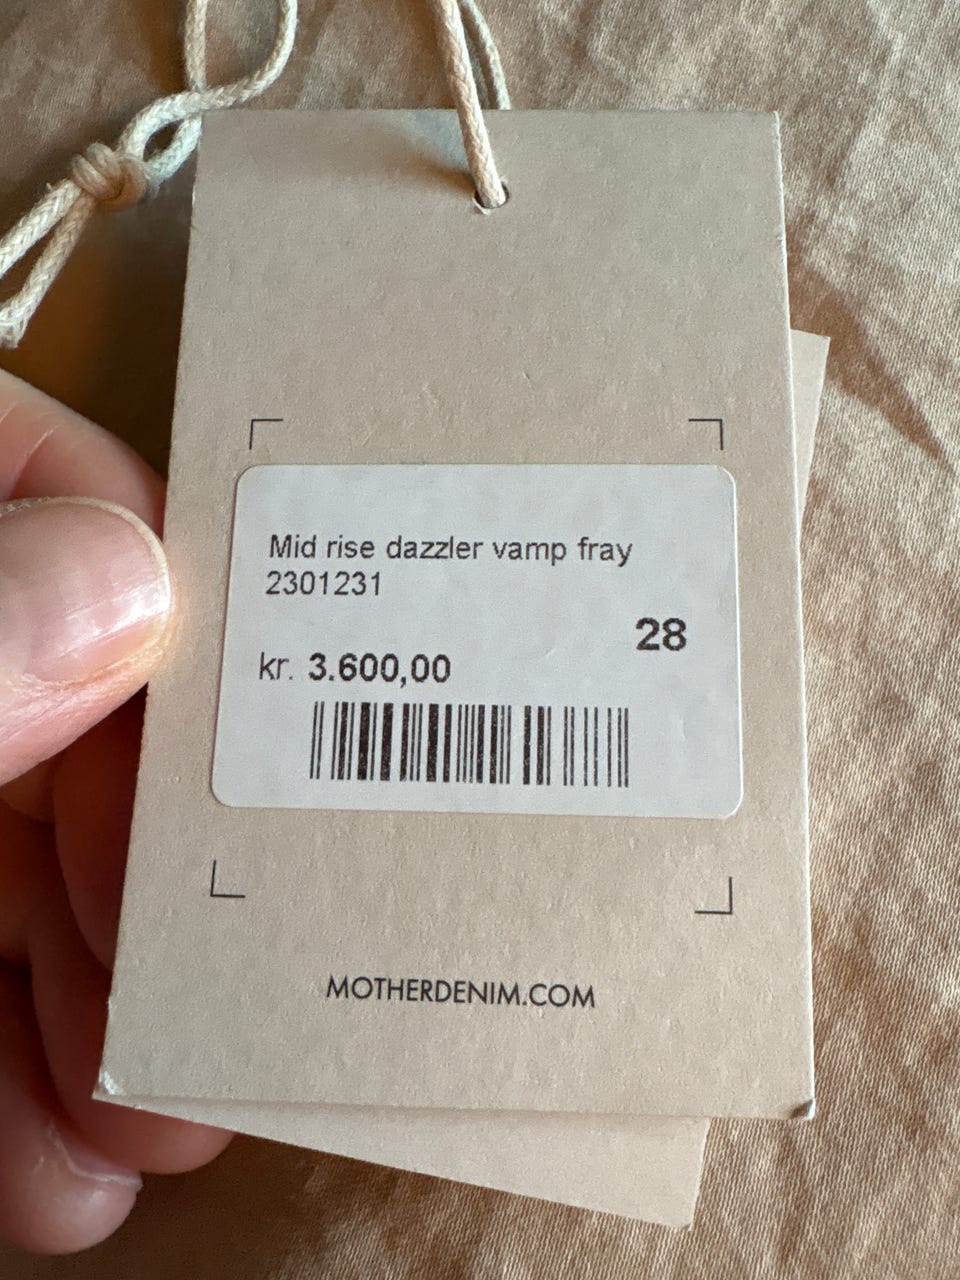 Mid rise dazzler vamp fray
2301231
28
kr. 3.600,00
MOTHERDENIM.COM